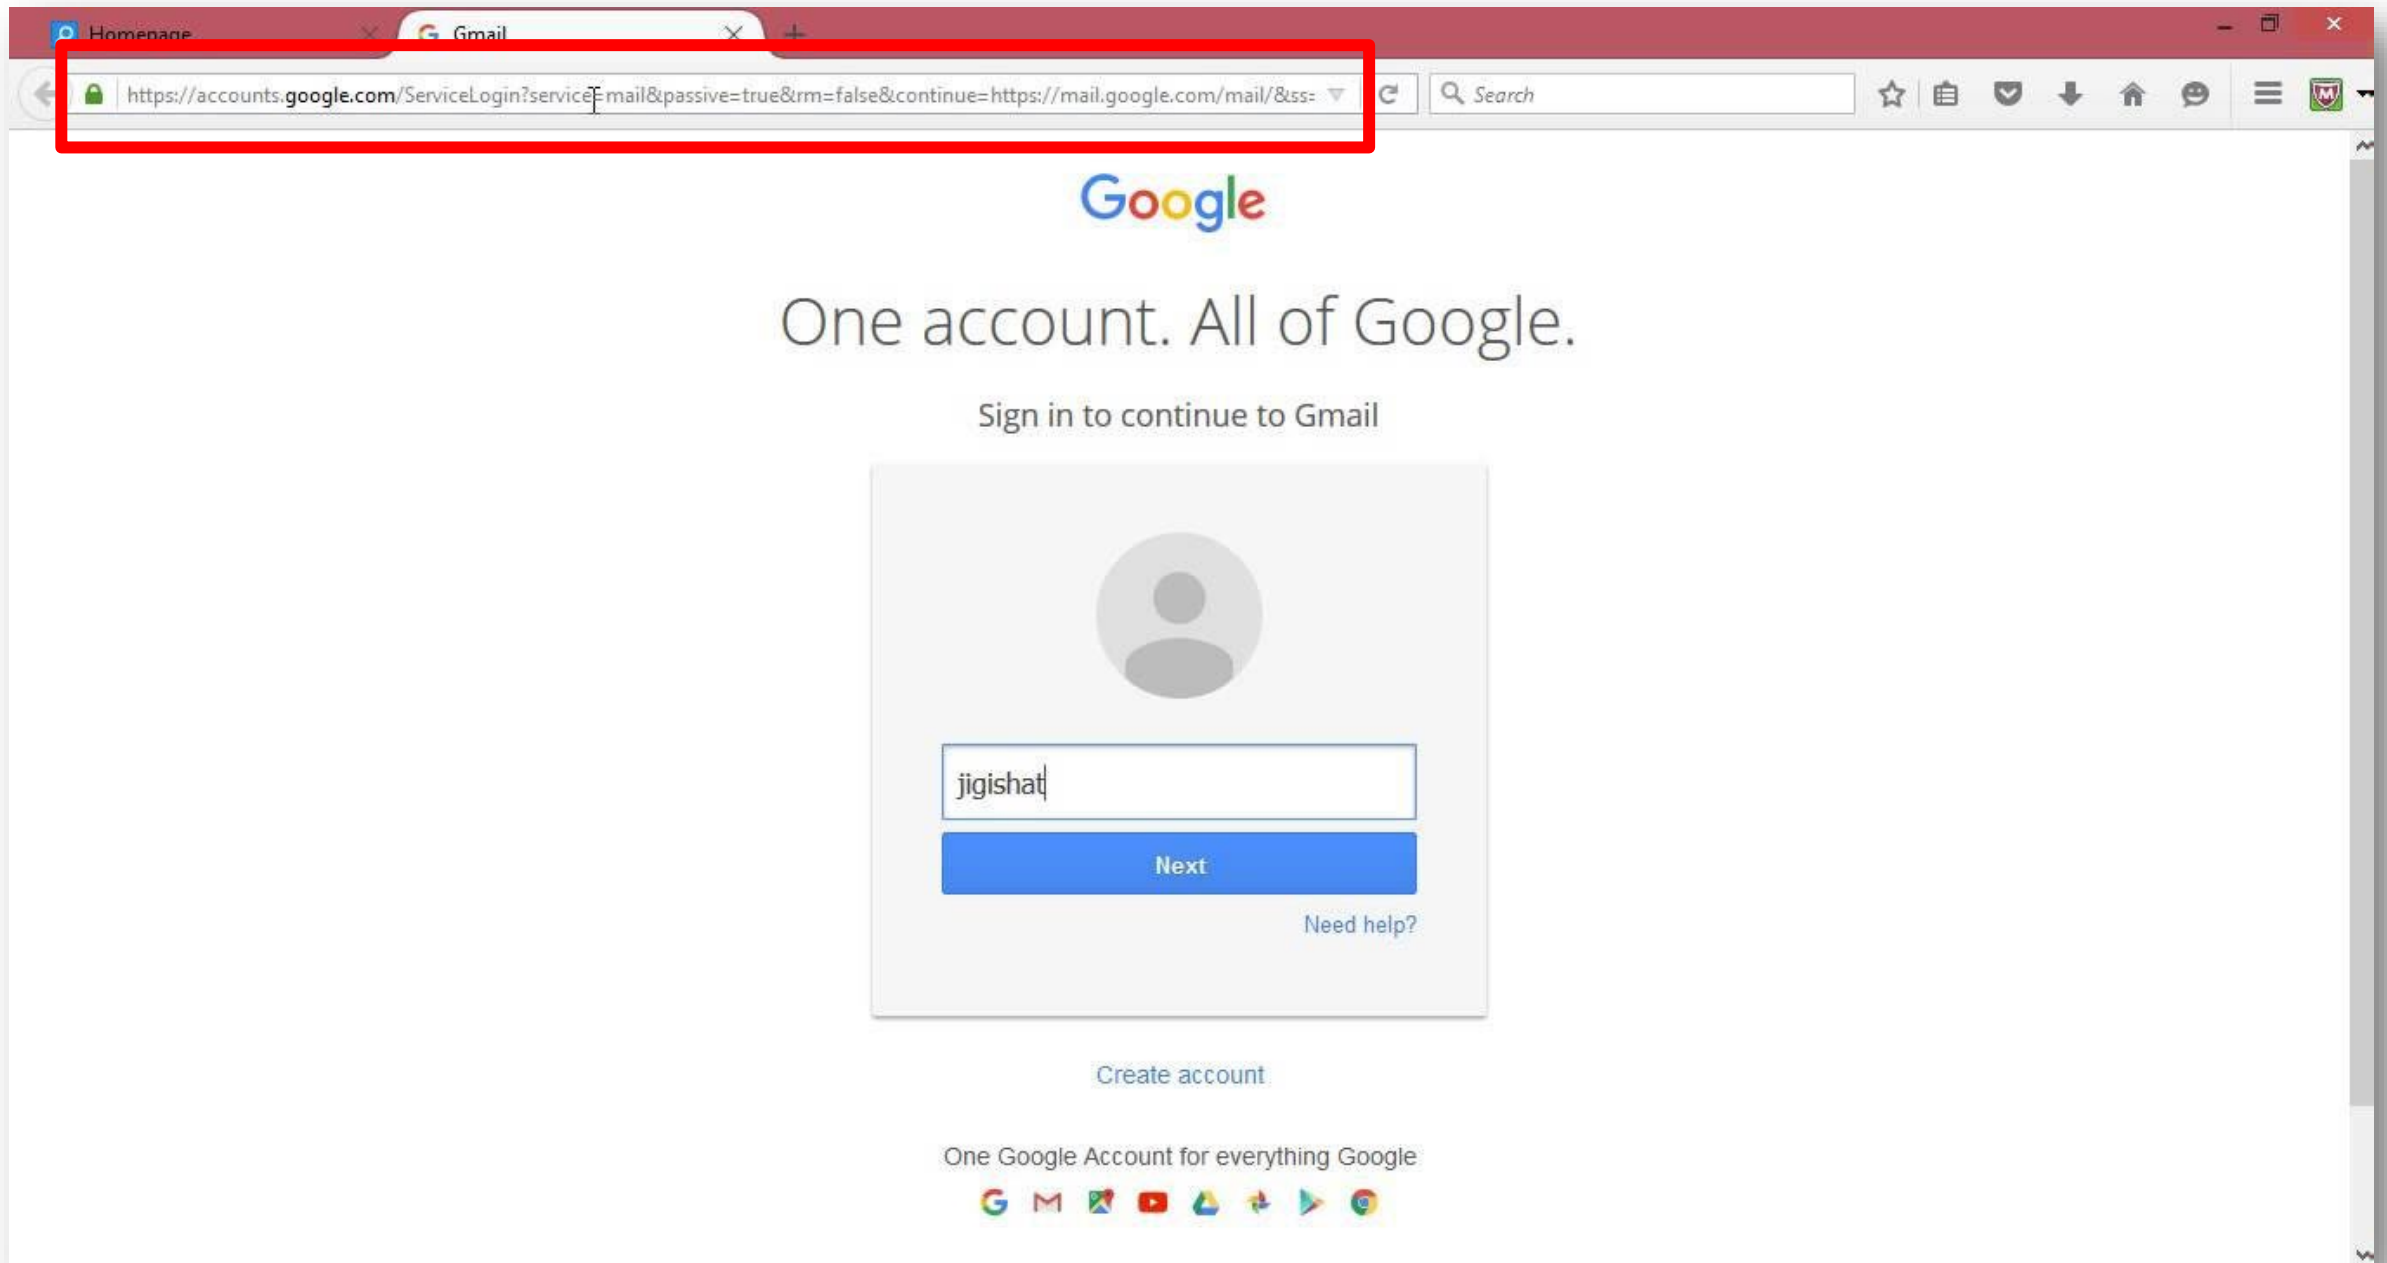 Homepage
Gmail
https://accounts.google.com/ServiceLogin?service=mail&passive=true&rm=false&continue=https://mail.google.com/mail/&ss=
Search
Google
One account. All of Google.
Sign in to continue to Gmail
jigishat
Next
Need help?
Create account
One Google Account for everything Google